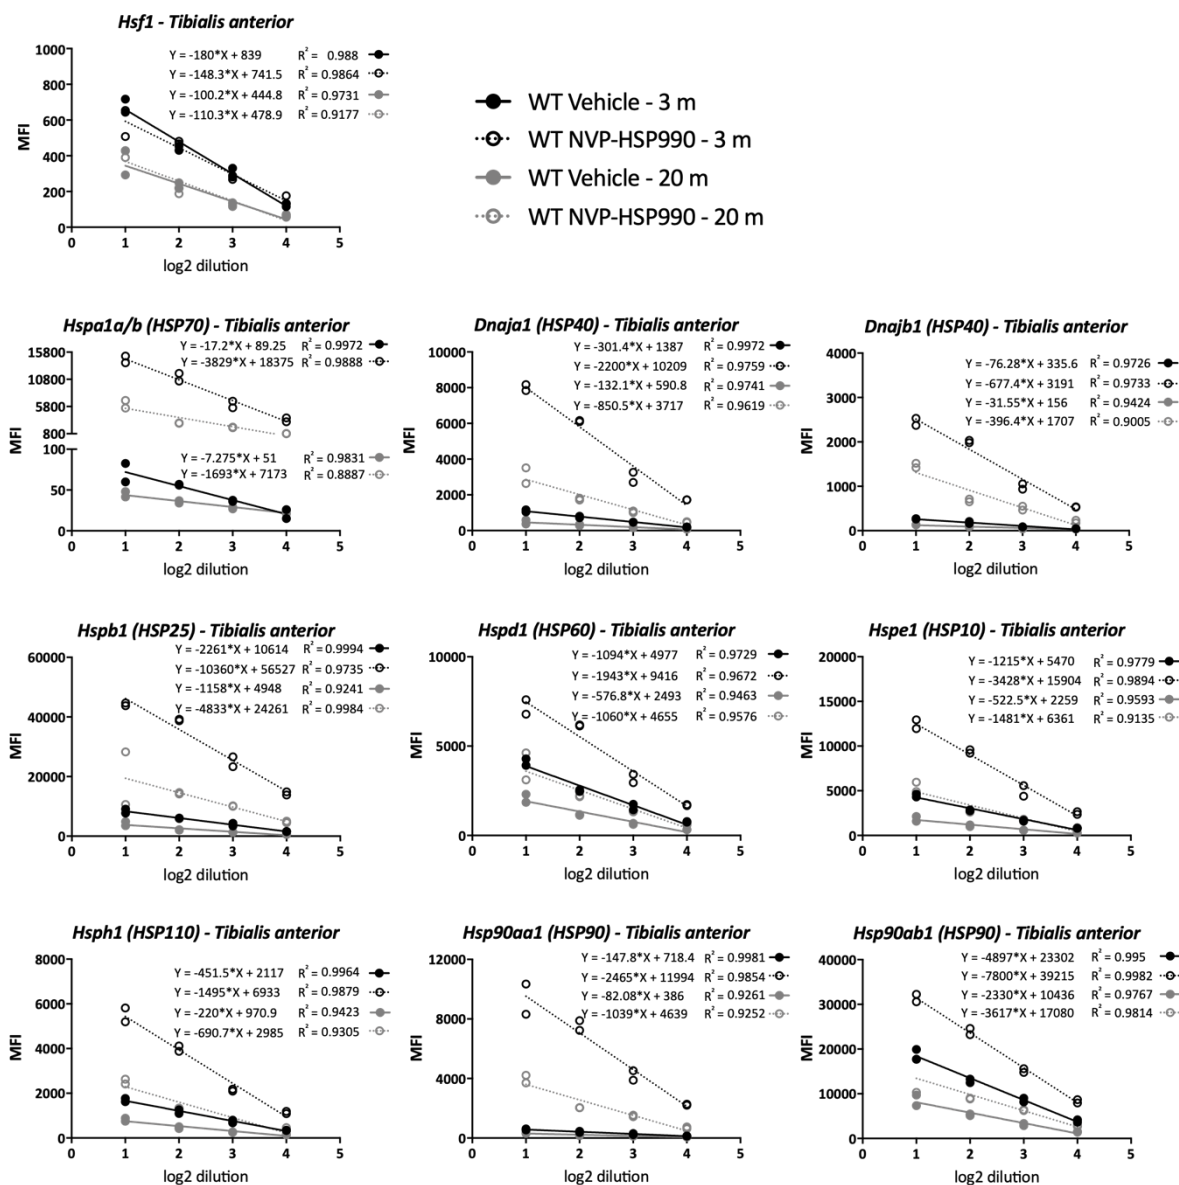 Hsf1 - Tibialis anterior
Y = -180*X + 839 R² = 0.988
Y = -148.3*X + 741.5 R² = 0.9864
Y = -100.2*X + 444.8 R² = 0.9731
Y = -110.3*X + 478.9 R² = 0.9177
MFI
1000
800
600
400
200
0
0 1 2 3 4 5
log2 dilution
WT Vehicle - 3 m
WT NVP-HSP990 - 3 m
WT Vehicle - 20 m
WT NVP-HSP990 - 20 m
Hspa1a/b (HSP70) - Tibialis anterior
Y = -17.2*X + 89.25 R² = 0.9972
Y = -3829*X + 18375 R² = 0.9888
Y = -7.275*X + 51 R² = 0.9831
Y = -1693*X + 7173 R² = 0.8887
MFI
15800
10800
5800
800
100
50
0
0 1 2 3 4 5
log2 dilution
Dnaja1 (HSP40) - Tibialis anterior
Y = -301.4*X + 1387 R² = 0.9972
Y = -2200*X + 10209 R² = 0.9759
Y = -132.1*X + 590.8 R² = 0.9741
Y = -850.5*X + 3717 R² = 0.9619
MFI
10000
8000
6000
4000
2000
0
0 1 2 3 4 5
log2 dilution
Dnajb1 (HSP40) - Tibialis anterior
Y = -76.28*X + 335.6 R² = 0.9726
Y = -677.4*X + 3191 R² = 0.9733
Y = -31.55*X + 156 R² = 0.9424
Y = -396.4*X + 1707 R² = 0.9005
MFI
4000
3000
2000
1000
0
0 1 2 3 4 5
log2 dilution
Hspb1 (HSP25) - Tibialis anterior
Y = -2261*X + 10614 R² = 0.9994
Y = -10360*X + 56527 R² = 0.9735
Y = -1158*X + 4948 R² = 0.9241
Y = -4833*X + 24261 R² = 0.9984
MFI
60000
40000
20000
0
0 1 2 3 4 5
log2 dilution
Hspd1 (HSP60) - Tibialis anterior
Y = -1094*X + 4977 R² = 0.9729
Y = -1943*X + 9416 R² = 0.9672
Y = -576.8*X + 2493 R² = 0.9463
Y = -1060*X + 4655 R² = 0.9576
MFI
10000
5000
0
0 1 2 3 4 5
log2 dilution
Hspe1 (HSP10) - Tibialis anterior
Y = -1215*X + 5470 R² = 0.9779
Y = -3428*X + 15904 R² = 0.9894
Y = -522.5*X + 2259 R² = 0.9593
Y = -1481*X + 6361 R² = 0.9135
MFI
20000
15000
10000
5000
0
0 1 2 3 4 5
log2 dilution
Hsph1 (HSP110) - Tibialis anterior
Y = -451.5*X + 2117 R² = 0.9964
Y = -1495*X + 6933 R² = 0.9879
Y = -220*X + 970.9 R² = 0.9423
Y = -690.7*X + 2985 R² = 0.9305
MFI
8000
6000
4000
2000
0
0 1 2 3 4 5
log2 dilution
Hsp90aa1 (HSP90) - Tibialis anterior
Y = -147.8*X + 718.4 R² = 0.9981
Y = -2465*X + 11994 R² = 0.9854
Y = -82.08*X + 386 R² = 0.9261
Y = -1039*X + 4639 R² = 0.9252
MFI
12000
8000
4000
0
0 1 2 3 4 5
log2 dilution
Hsp90ab1 (HSP90) - Tibialis anterior
Y = -4897*X + 23302 R² = 0.995
Y = -7800*X + 39215 R² = 0.9982
Y = -2330*X + 10436 R² = 0.9767
Y = -3617*X + 17080 R² = 0.9814
MFI
40000
30000
20000
10000
0
0 1 2 3 4 5
log2 dilution